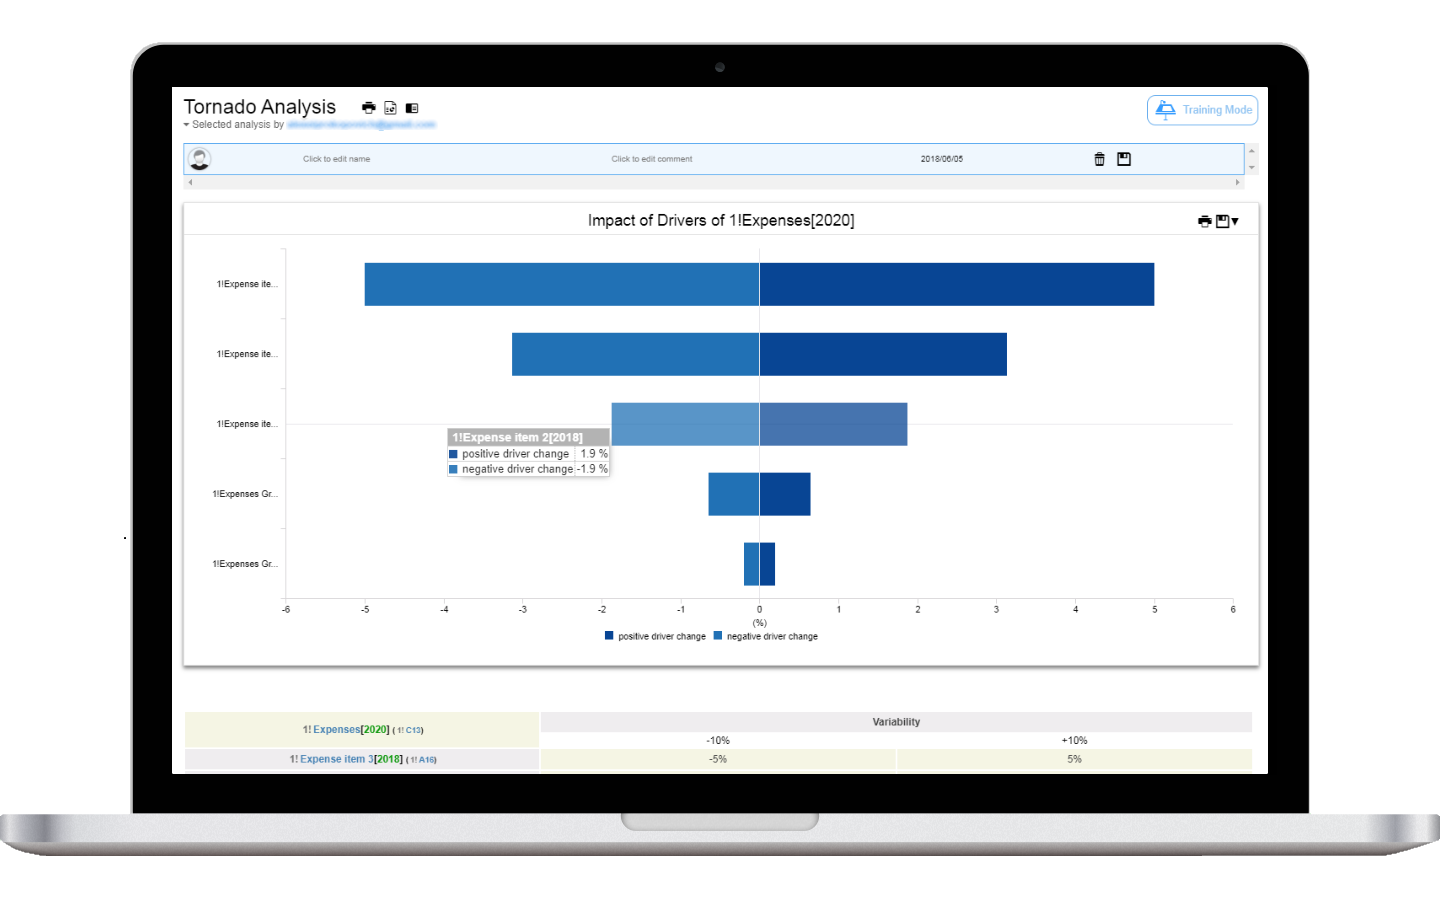 Tornado Analysis
Training Mode
Selected analysis by
Click to edit name Click to edit comment 2018/06/05
Impact of Drivers of 1!Expenses[2020]
1!Expense ite...
1!Expense ite...
1!Expense ite...
1!Expense item 2[2018]
positive driver change 1.9 %
negative driver change -1.9 %
1!Expenses Gr...
1!Expenses Gr...
-6 -5 -4 -3 -2 -1 0 1 2 3 4 5 6
(%)
positive driver change negative driver change
1! Expenses[2020] ( 1! C13) Variability
-10% +10%
1! Expense item 3[2018] ( 1! A16) -5% 5%